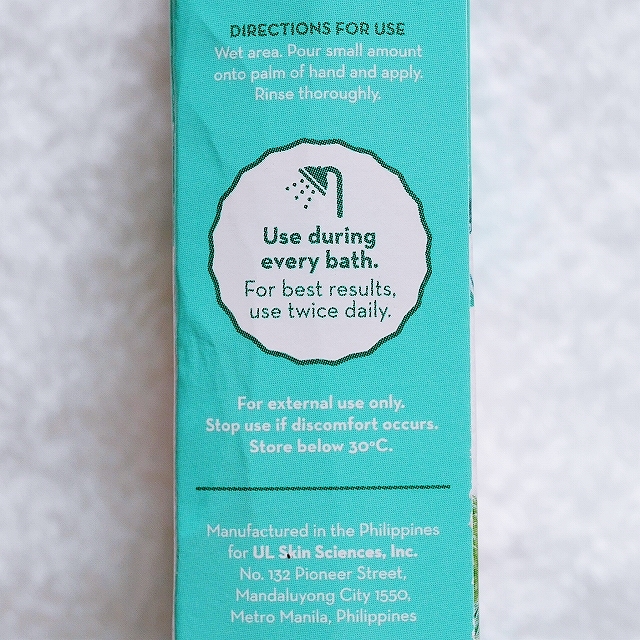 DIRECTIONS FOR USE
Wet area. Pour small amount
onto palm of hand and apply.
Rinse thoroughly.
Use during
every bath.
For best results,
use twice daily.
For external use only.
Stop use if discomfort occurs.
Store below 30°C.
Manufactured in the Philippines
for UL Skin Sciences, Inc.
No. 132 Pioneer Street,
Mandaluyong City 1550,
Metro Manila, Philippines